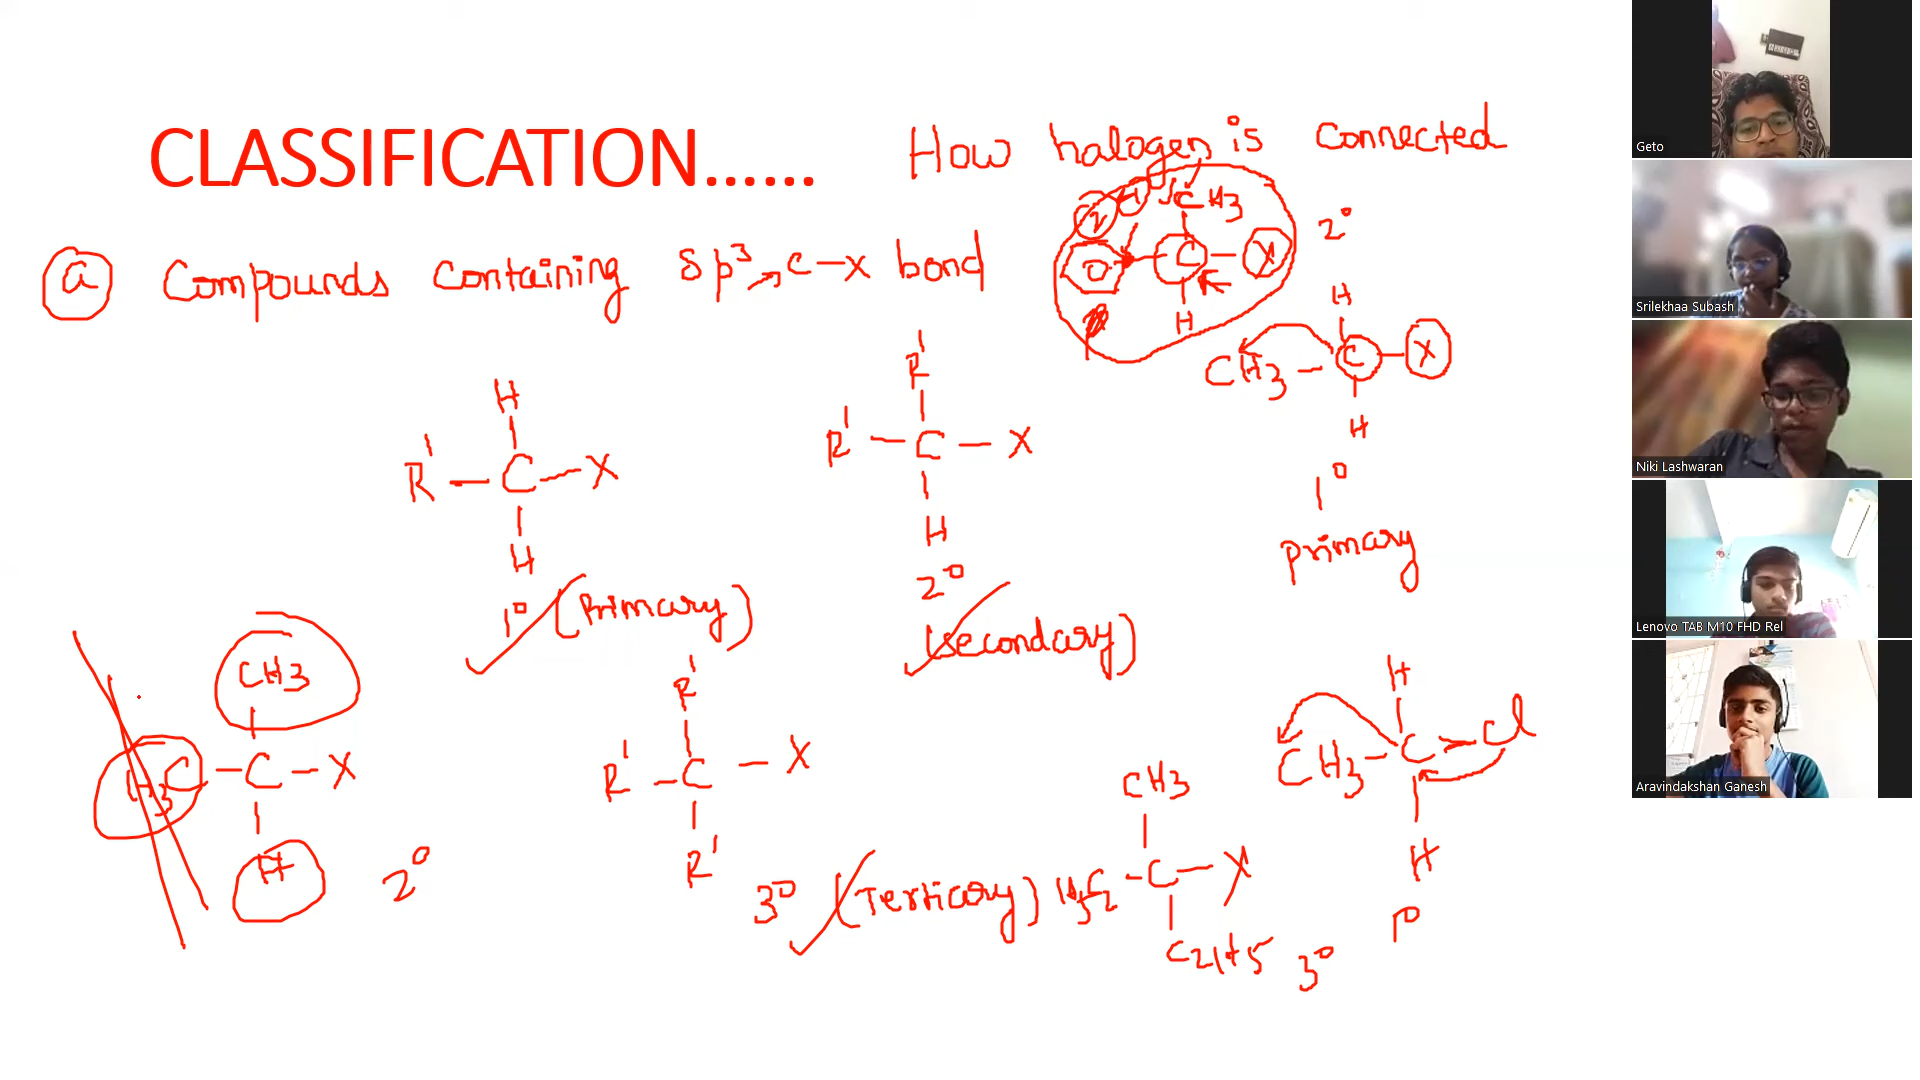 CLASSIFICATION......
How halogen is connected
CH3
C - X
H
2°
a Compounds containing sp3 C-X bond
H
CH3 - C - X
H
1°
primary
H
R' - C - X
H
1° (Primary)
R'
R' - C - X
H
2°
(secondary)
CH3
H3C - C - X
H
2°
R'
R' - C - X
R'
3° (Terticary)
CH3
C - X
C2H5
3°
H
CH3 - C - Cl
H
1°
Geto
Srilekhaa Subash
Niki Lashwaran
Lenovo TAB M10 FHD Rel
Aravindakshan Ganesh